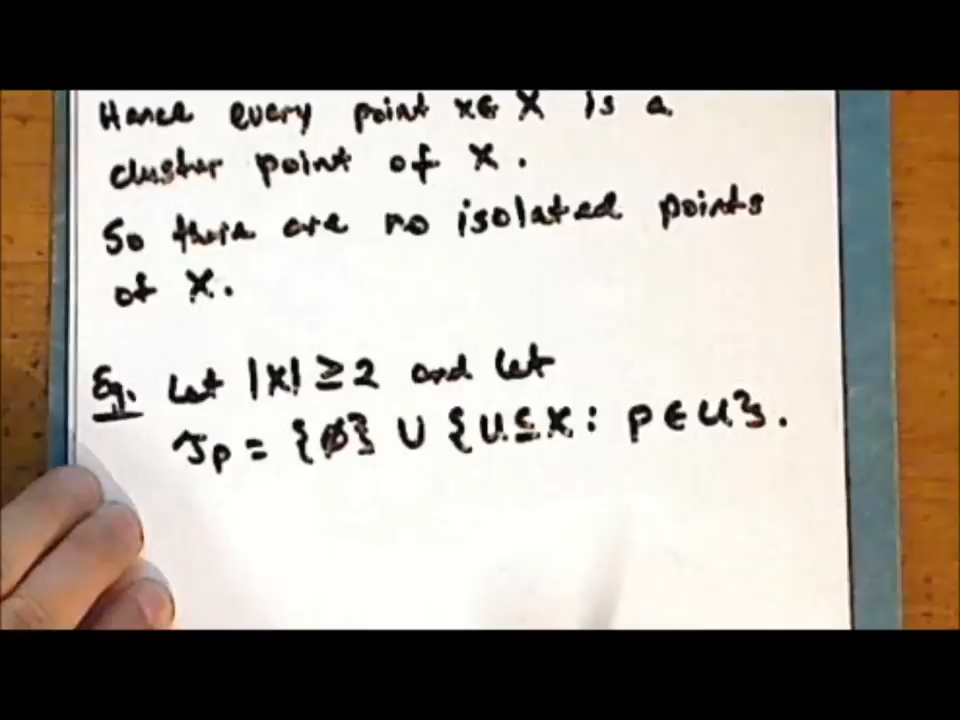 Hence every point x ∈ X is a
cluster point of X.
So there are no isolated points
of X.
Eg. Let |X| ≥ 2 and let
𝒯p = {∅} ∪ {U ⊆ X : p ∈ U}.